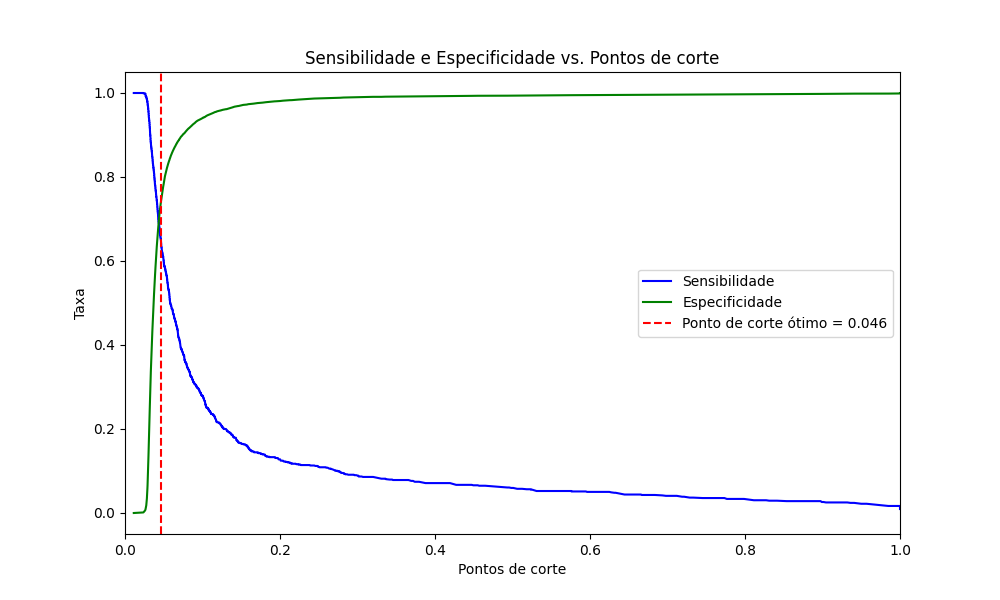 Sensibilidade e Especificidade vs. Pontos de corte
Taxa
1.0
0.8
0.6
0.4
0.2
0.0
Sensibilidade
Especificidade
Ponto de corte ótimo = 0.046
0.0 0.2 0.4 0.6 0.8 1.0
Pontos de corte